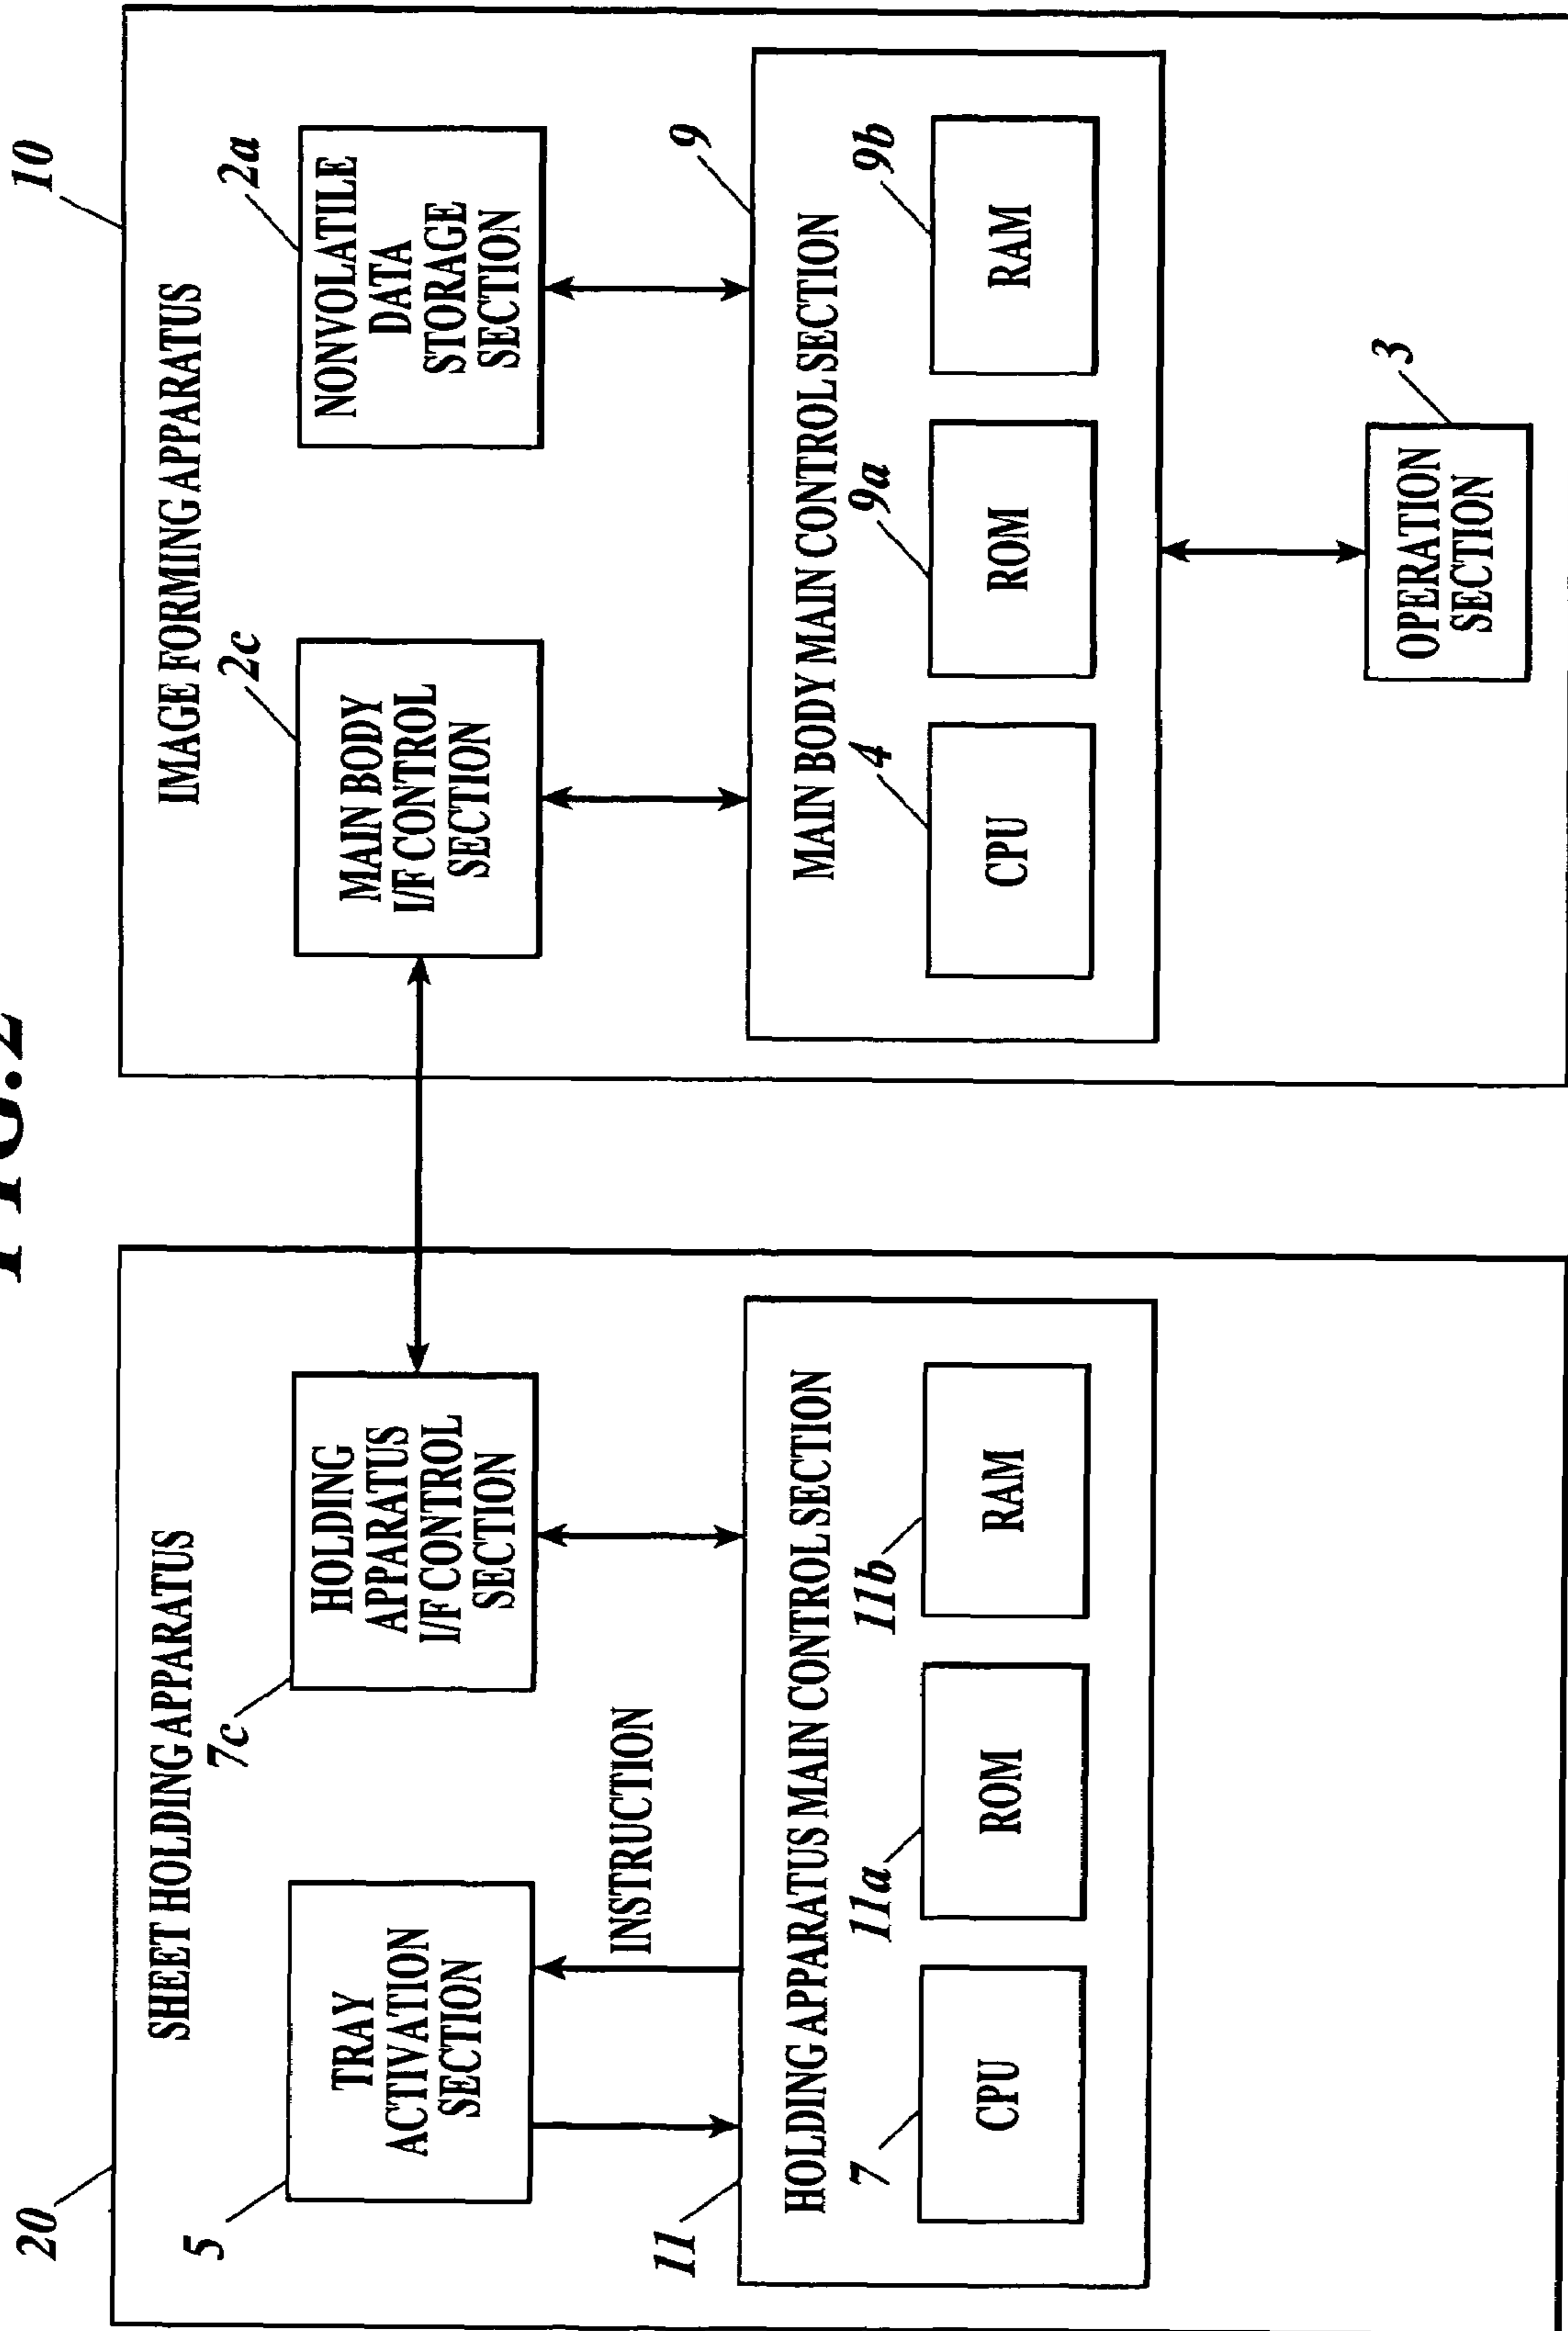 FIG.2
20
SHEET HOLDING APPARATUS
5
TRAY
ACTIVATION
SECTION
INSTRUCTION
7c
HOLDING
APPARATUS
I/F CONTROL
SECTION
11
HOLDING APPARATUS MAIN CONTROL SECTION
7
CPU
11a
ROM
11b
RAM
10
IMAGE FORMING APPARATUS
2c
MAIN BODY
I/F CONTROL
SECTION
2a
NONVOLATILE
DATA
STORAGE
SECTION
9
MAIN BODY MAIN CONTROL SECTION
4
CPU
9a
ROM
9b
RAM
3
OPERATION
SECTION